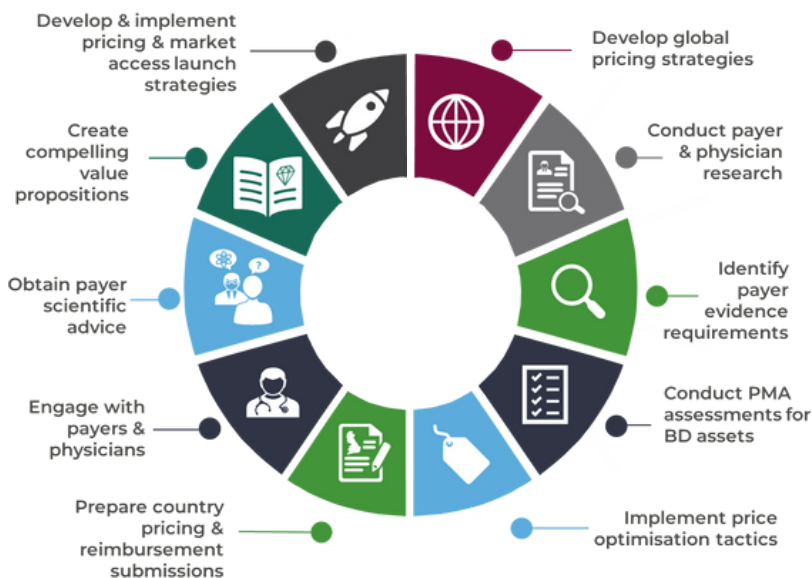 Develop & implement
pricing & market
access launch
strategies
Develop global
pricing strategies
Create
compelling
value
propositions
Conduct payer
& physician
research
Obtain payer
scientific
advice
?
Identify
payer
evidence
requirements
Engage with
payers &
physicians
Conduct PMA
assessments for
BD assets
Prepare country
pricing &
reimbursement
submissions
Implement price
optimisation tactics